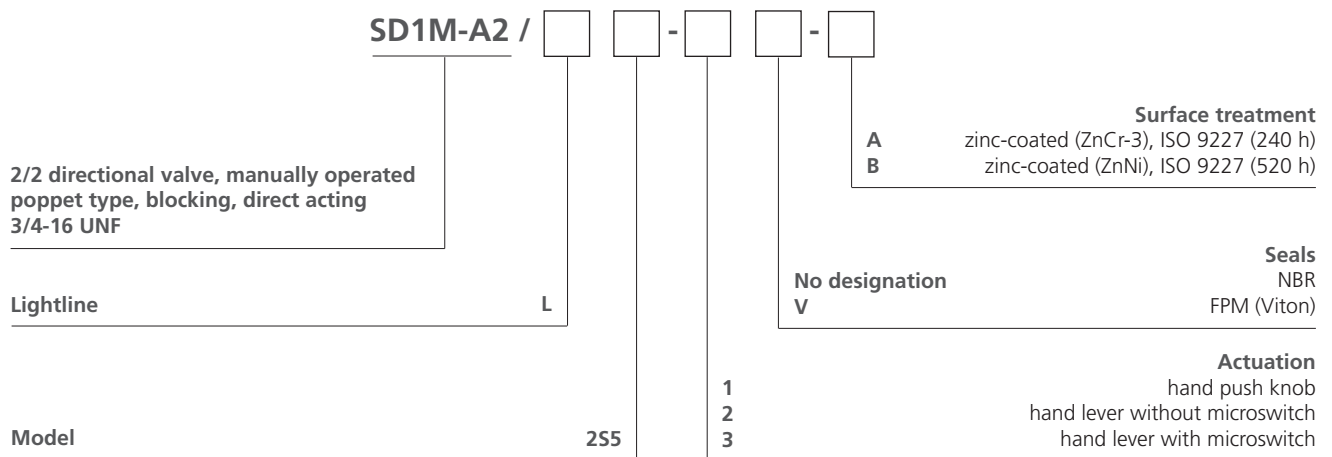 SD1M-A2 / - -
Surface treatment
A zinc-coated (ZnCr-3), ISO 9227 (240 h)
B zinc-coated (ZnNi), ISO 9227 (520 h)
2/2 directional valve, manually operated
poppet type, blocking, direct acting
3/4-16 UNF
Seals
No designation NBR
V FPM (Viton)
Lightline L
Actuation
1 hand push knob
2 hand lever without microswitch
3 hand lever with microswitch
Model 2S5